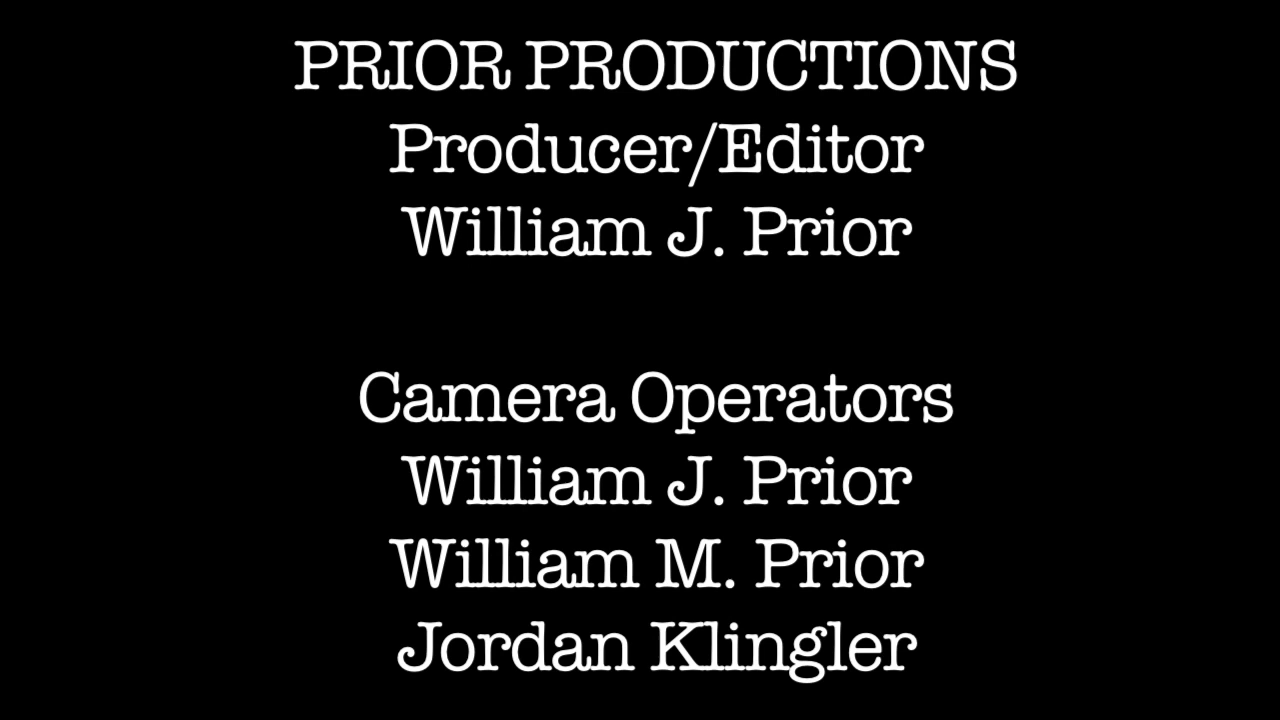 PRIOR PRODUCTIONS
Producer/Editor
William J. Prior
Camera Operators
William J. Prior
William M. Prior
Jordan Klingler